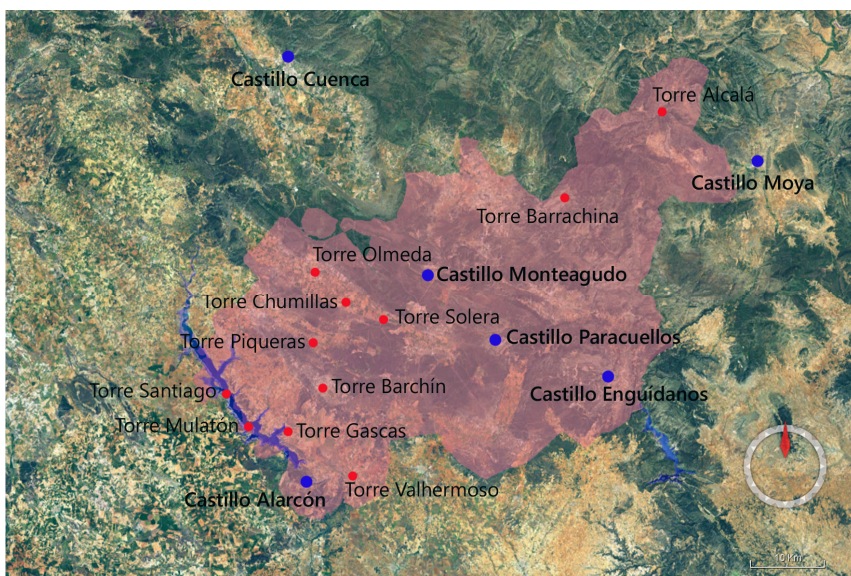 Castillo Cuenca
Torre Alcalá
Castillo Moya
Torre Barrachina
Torre Olmeda
Castillo Monteagudo
Torre Chumillas
Torre Solera
Torre Piqueras
Castillo Paracuellos
Torre Barchín
Torre Santiago
Castillo Enguídanos
Torre Mulatón
Torre Gascas
Torre Valhermoso
Castillo Alarcón
10 Km.